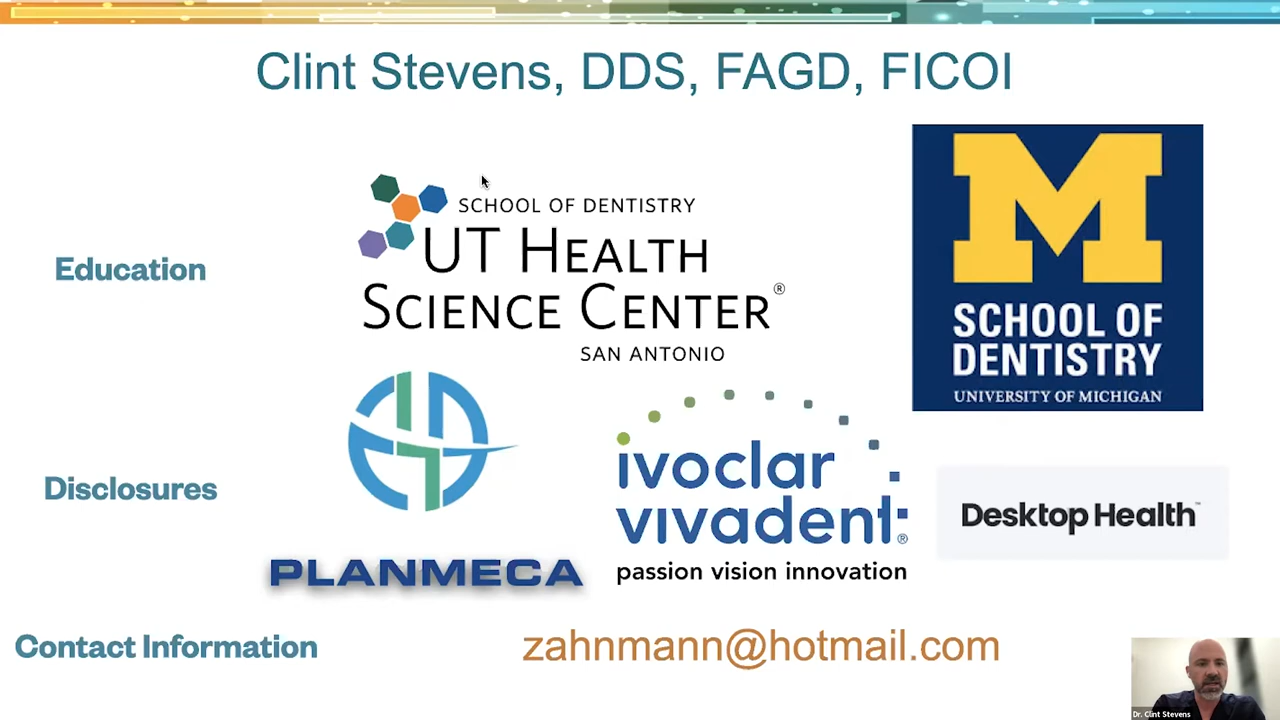 Clint Stevens, DDS, FAGD, FICOI
Education
SCHOOL OF DENTISTRY
UT HEALTH
SCIENCE CENTER®
SAN ANTONIO
M
SCHOOL OF
DENTISTRY
UNIVERSITY OF MICHIGAN
Disclosures
PLANMECA
ivoclar
vivadent®
passion vision innovation
Desktop Health™
Contact Information
zahnmann@hotmail.com
Dr. Clint Stevens